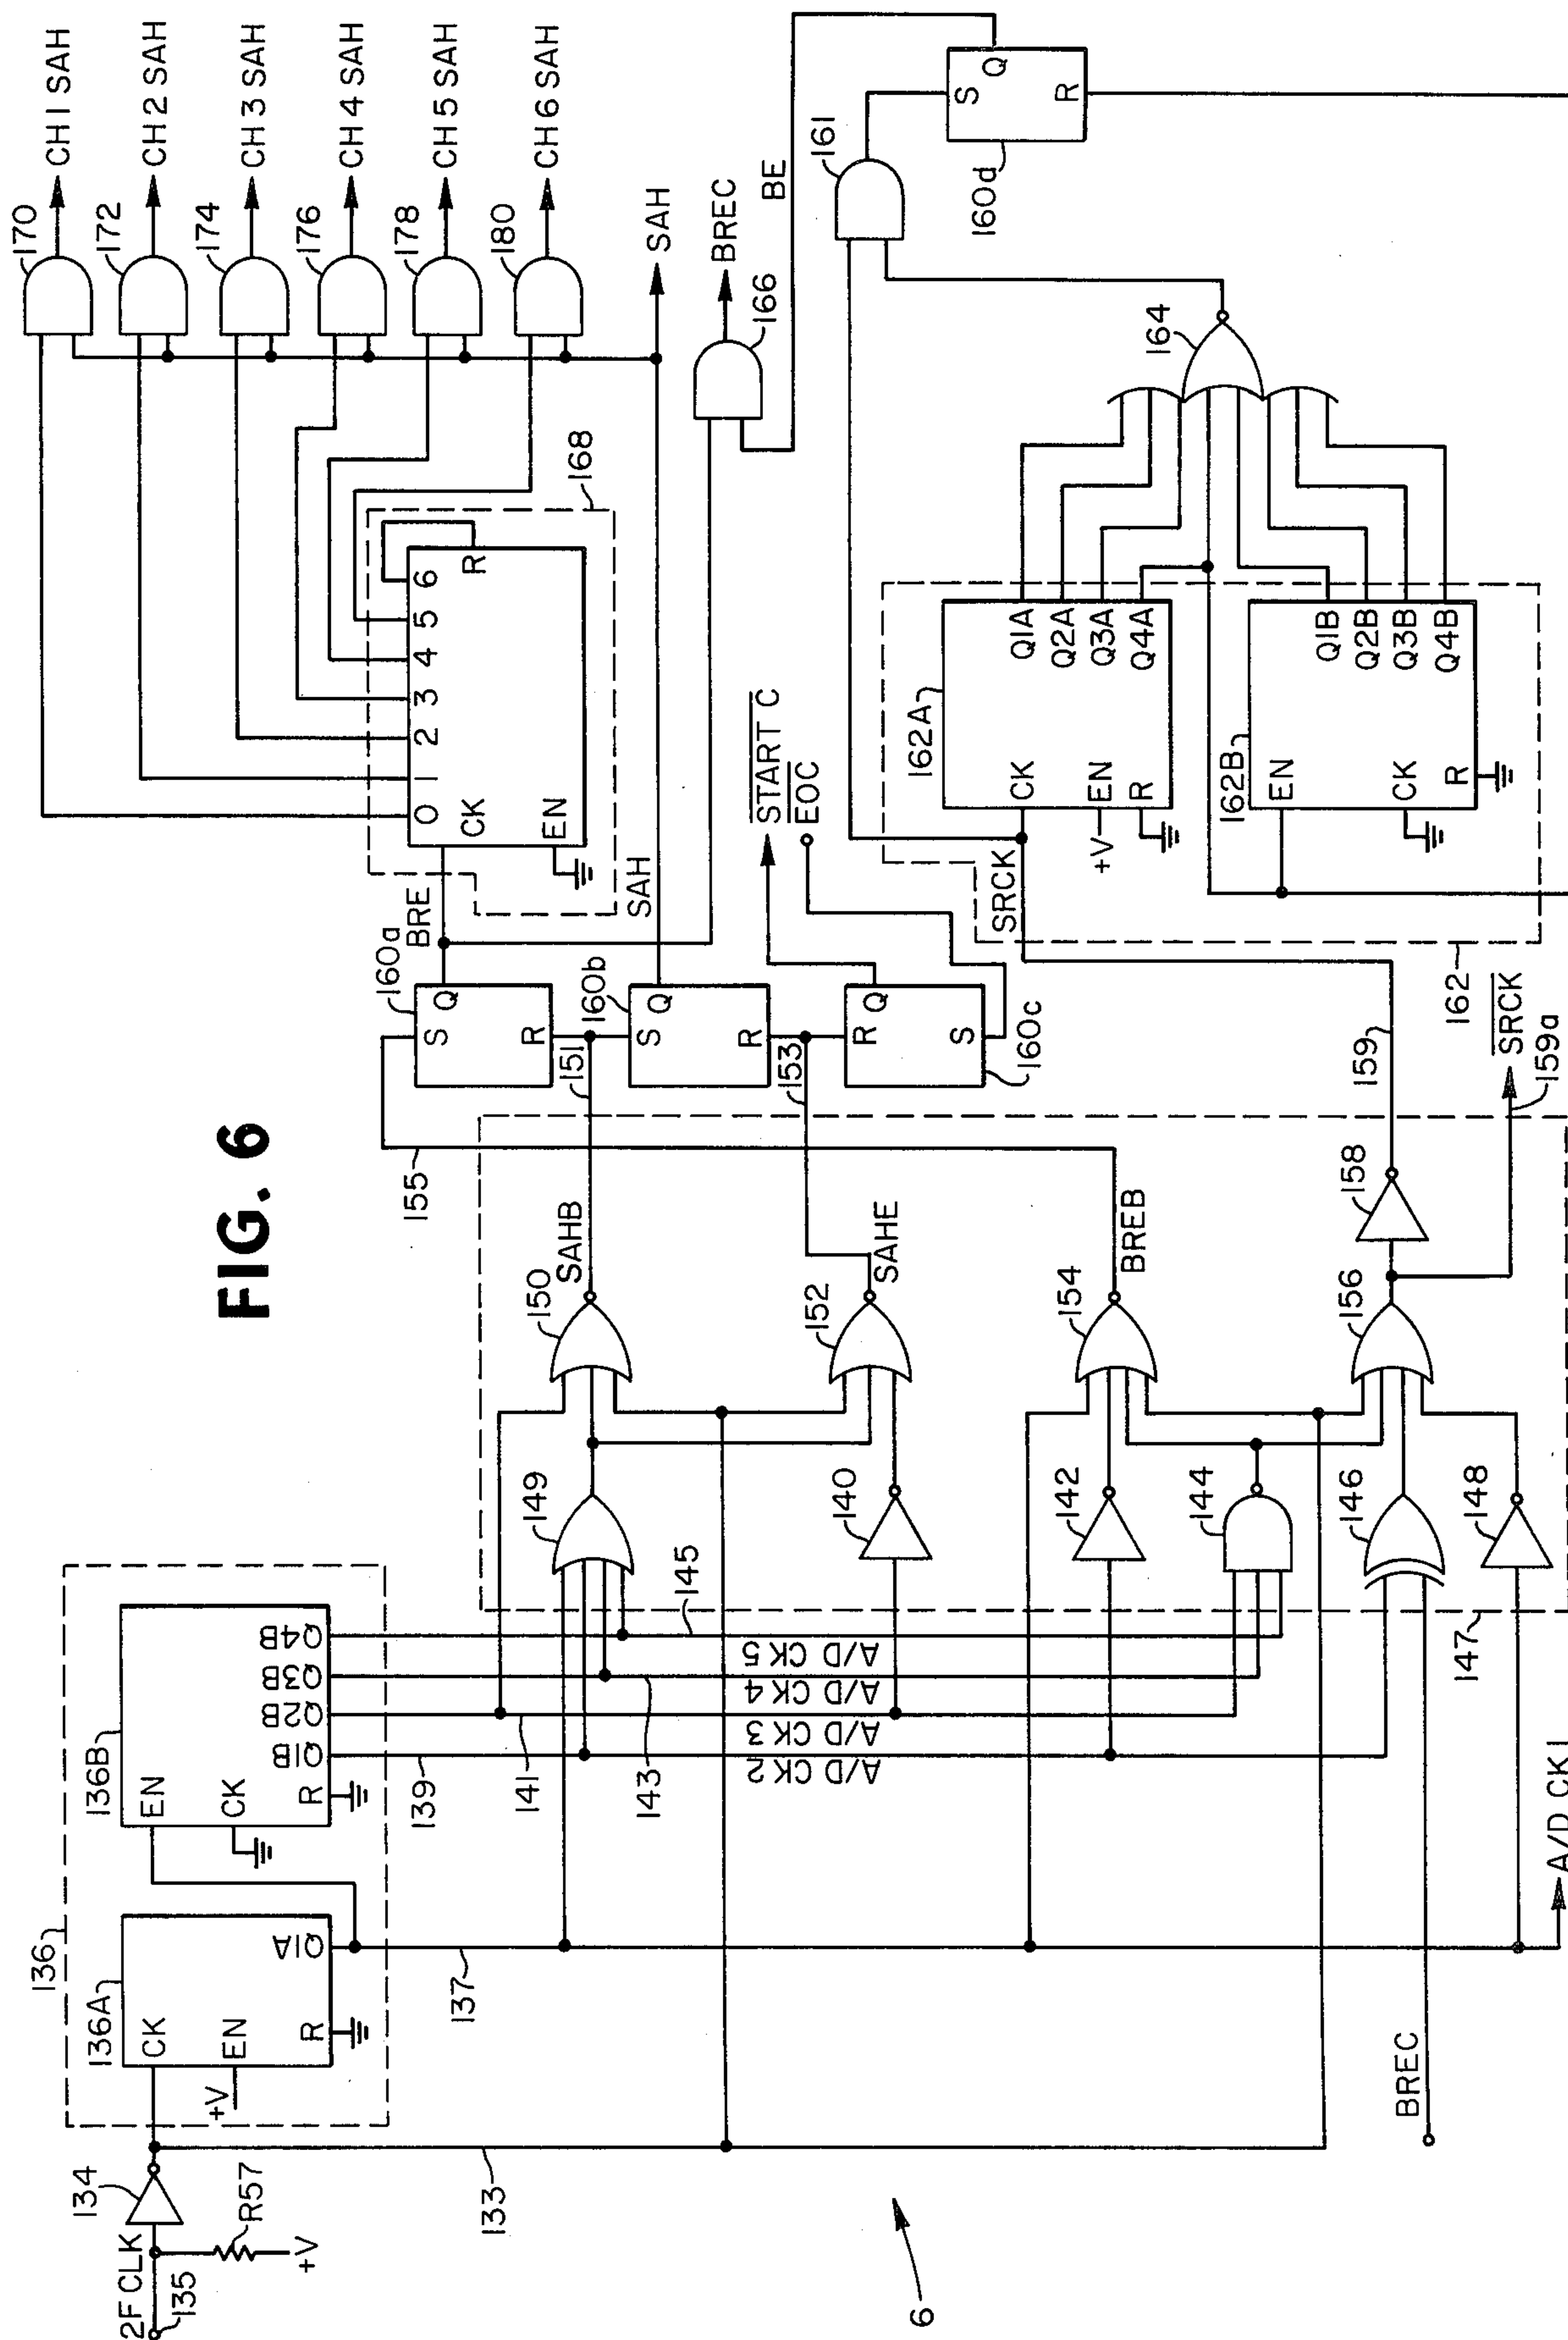 FIG. 6
2F CLK
135
134
R57
+V
133
136
136A
CK
+V
EN
R
Q1A
137
136B
EN
CK
R
Q1B
Q2B
Q3B
Q4B
139
141
143
145
A/D CK 2
A/D CK 3
A/D CK 4
A/D CK 5
A/D CK 1
BREC
6
147
149
140
142
144
146
148
150
152
154
156
158
SAHB
SAHE
BREB
155
151
153
159
SRCK
159a
160a
S
Q
R
BRE
160b
S
Q
R
SAH
160c
R
Q
S
START C
EOC
168
0
1
2
3
4
5
6
CK
EN
R
170
CH 1 SAH
172
CH 2 SAH
174
CH 3 SAH
176
CH 4 SAH
178
CH 5 SAH
180
CH 6 SAH
SAH
166
BREC
BE
161
160d
S
Q
R
162
SRCK
162A
CK
+V
EN
R
Q1A
Q2A
Q3A
Q4A
162B
EN
CK
R
Q1B
Q2B
Q3B
Q4B
164